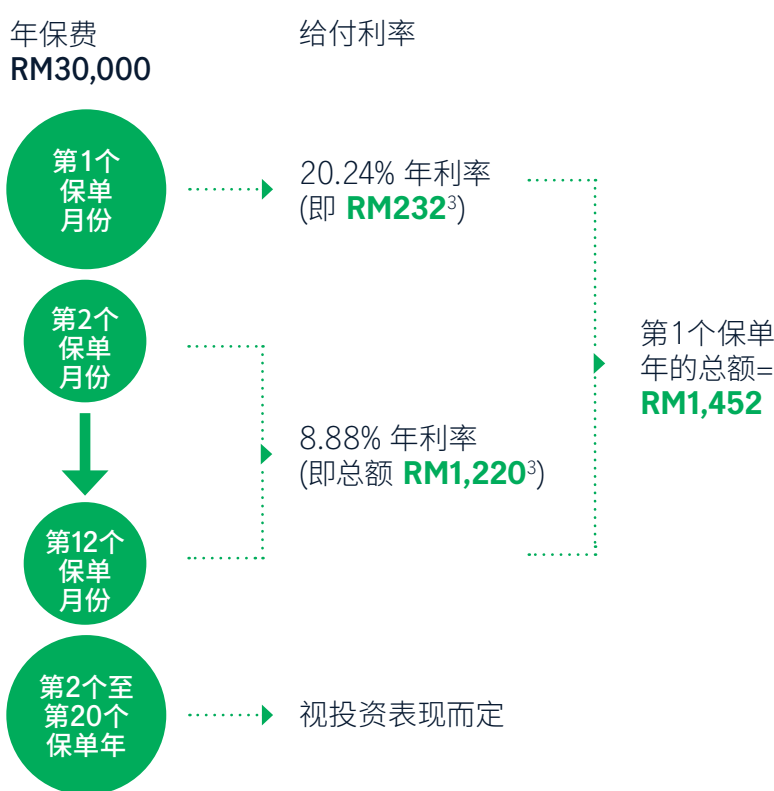 年保费
RM30,000
给付利率
第1个
保单
月份
20.24% 年利率
(即 RM232³)
第2个
保单
月份
8.88% 年利率
(即总额 RM1,220³)
第12个
保单
月份
第1个保单
年的总额=
RM1,452
第2个至
第20个
保单年
视投资表现而定